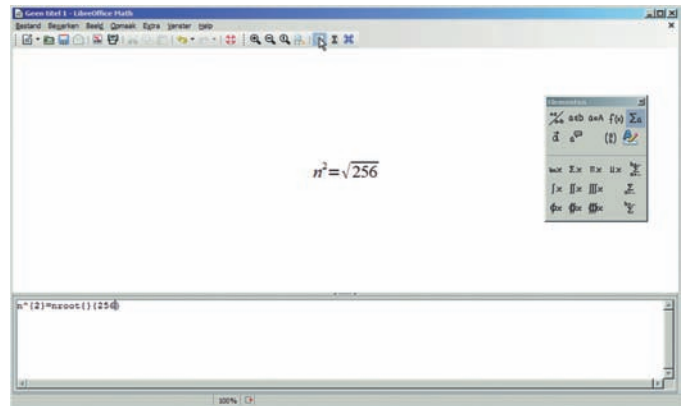 Geen titel 1 - LibreOffice Math
Bestand Bewerken Beeld Opmaak Extra Venster Help
Elementen
a≤b a∈A f(x) Σa
n²=√256
n^{2}=nroot{}{256}
100%